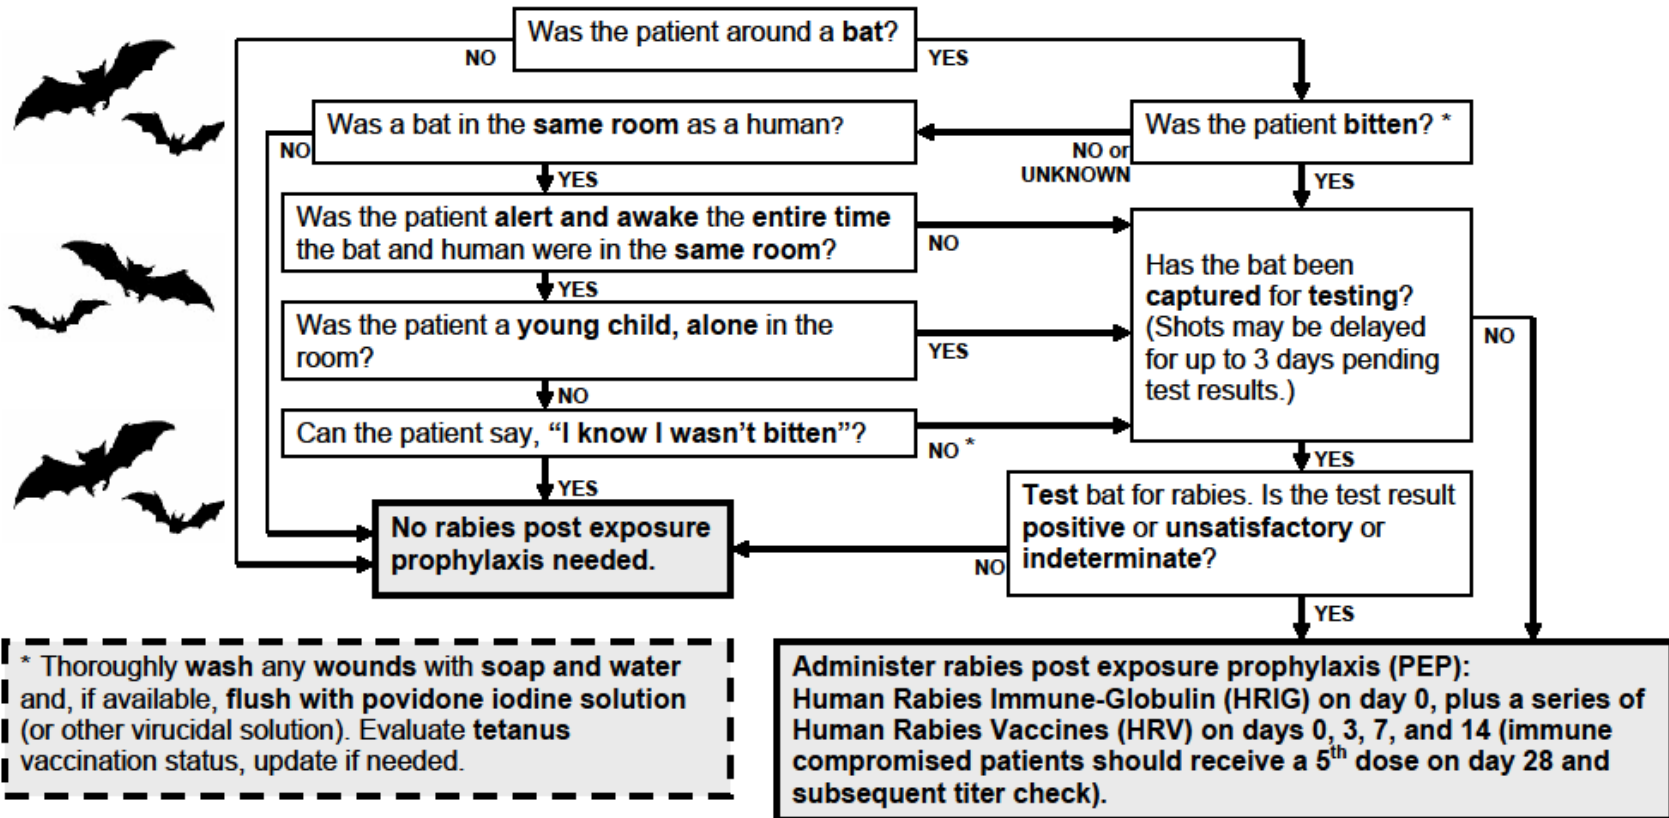 Was the patient around a bat?
NO
YES
Was a bat in the same room as a human?
Was the patient bitten? *
NO
NO or
UNKNOWN
YES
YES
Was the patient alert and awake the entire time
the bat and human were in the same room?
NO
YES
Has the bat been
captured for testing?
(Shots may be delayed
for up to 3 days pending
test results.)
NO
Was the patient a young child, alone in the
room?
YES
NO
Can the patient say, “I know I wasn’t bitten”?
NO *
YES
YES
Test bat for rabies. Is the test result
positive or unsatisfactory or
indeterminate?
NO
YES
No rabies post exposure
prophylaxis needed.
* Thoroughly wash any wounds with soap and water
and, if available, flush with povidone iodine solution
(or other virucidal solution). Evaluate tetanus
vaccination status, update if needed.
Administer rabies post exposure prophylaxis (PEP):
Human Rabies Immune-Globulin (HRIG) on day 0, plus a series of
Human Rabies Vaccines (HRV) on days 0, 3, 7, and 14 (immune
compromised patients should receive a 5th dose on day 28 and
subsequent titer check).